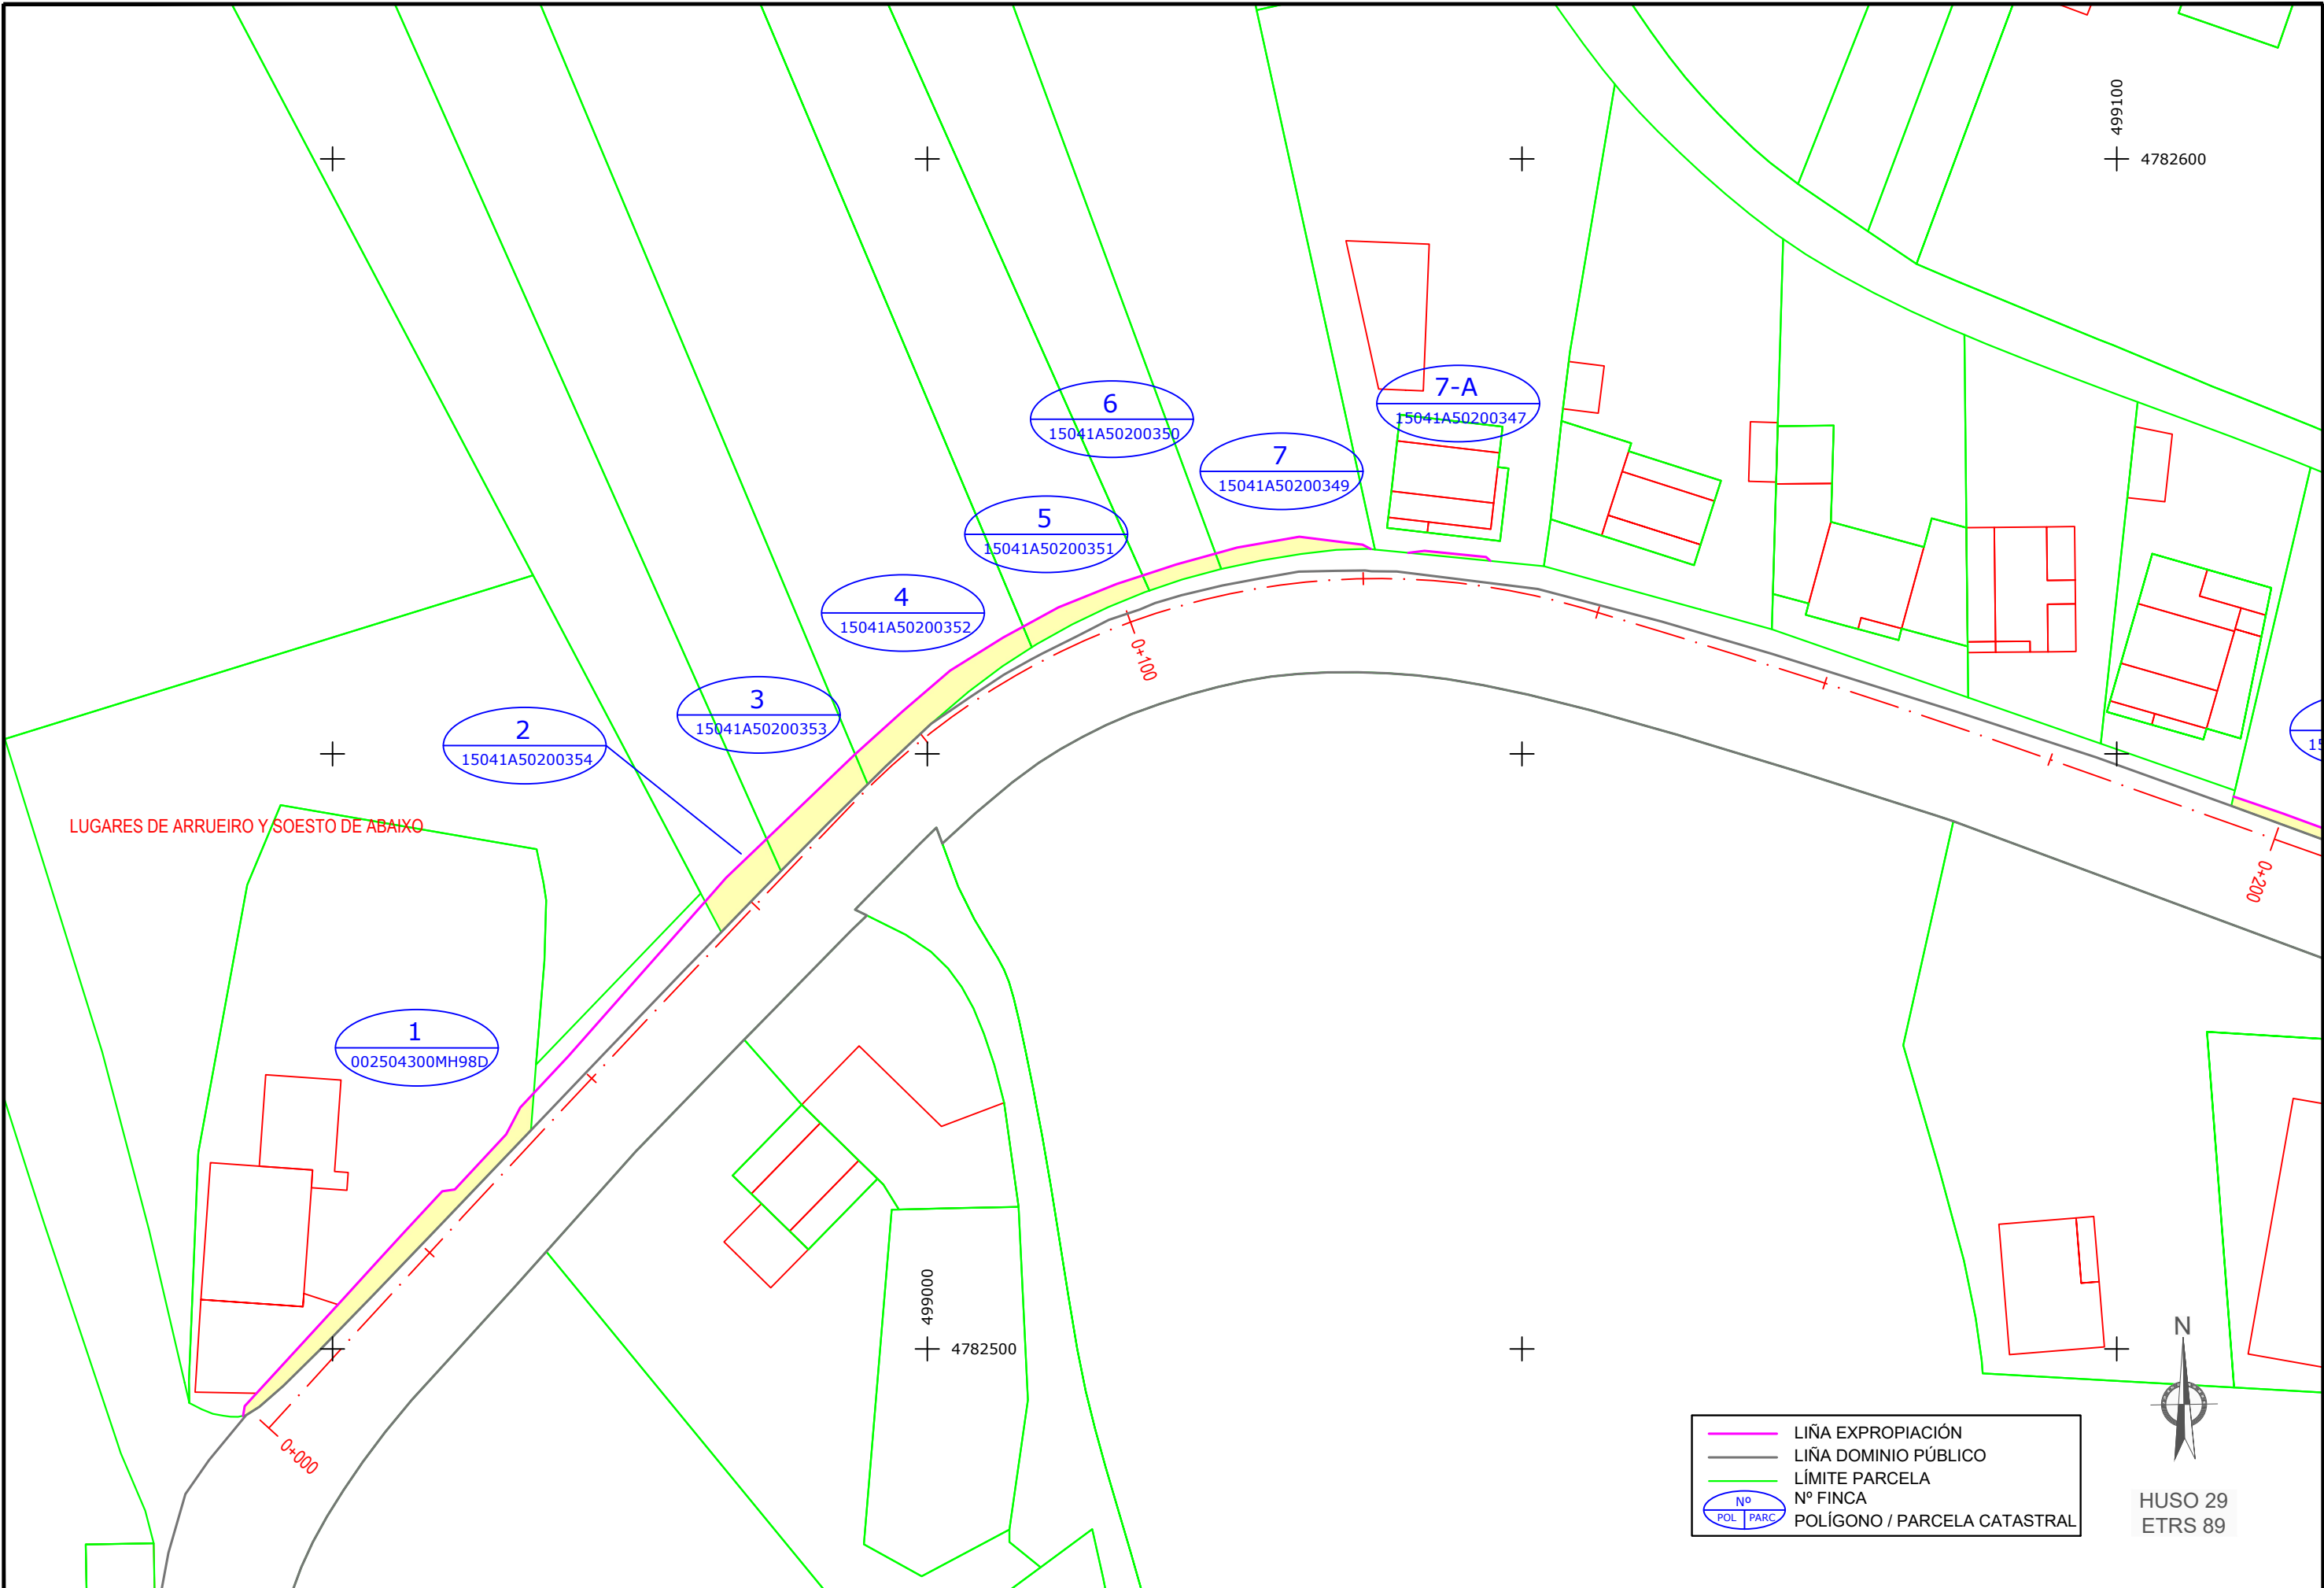 499100
4782600
7-A
15041A50200347
6
15041A50200350
7
15041A50200349
5
15041A50200351
4
15041A50200352
0+100
3
15041A50200353
2
15041A50200354
15
LUGARES DE ARRUEIRO Y SOESTO DE ABAIXO
0+200
1
002504300MH98D
499000
4782500
0+000
N
LIÑA EXPROPIACIÓN
LIÑA DOMINIO PÚBLICO
LÍMITE PARCELA
Nº
Nº FINCA
POL PARC
POLÍGONO / PARCELA CATASTRAL
HUSO 29
ETRS 89